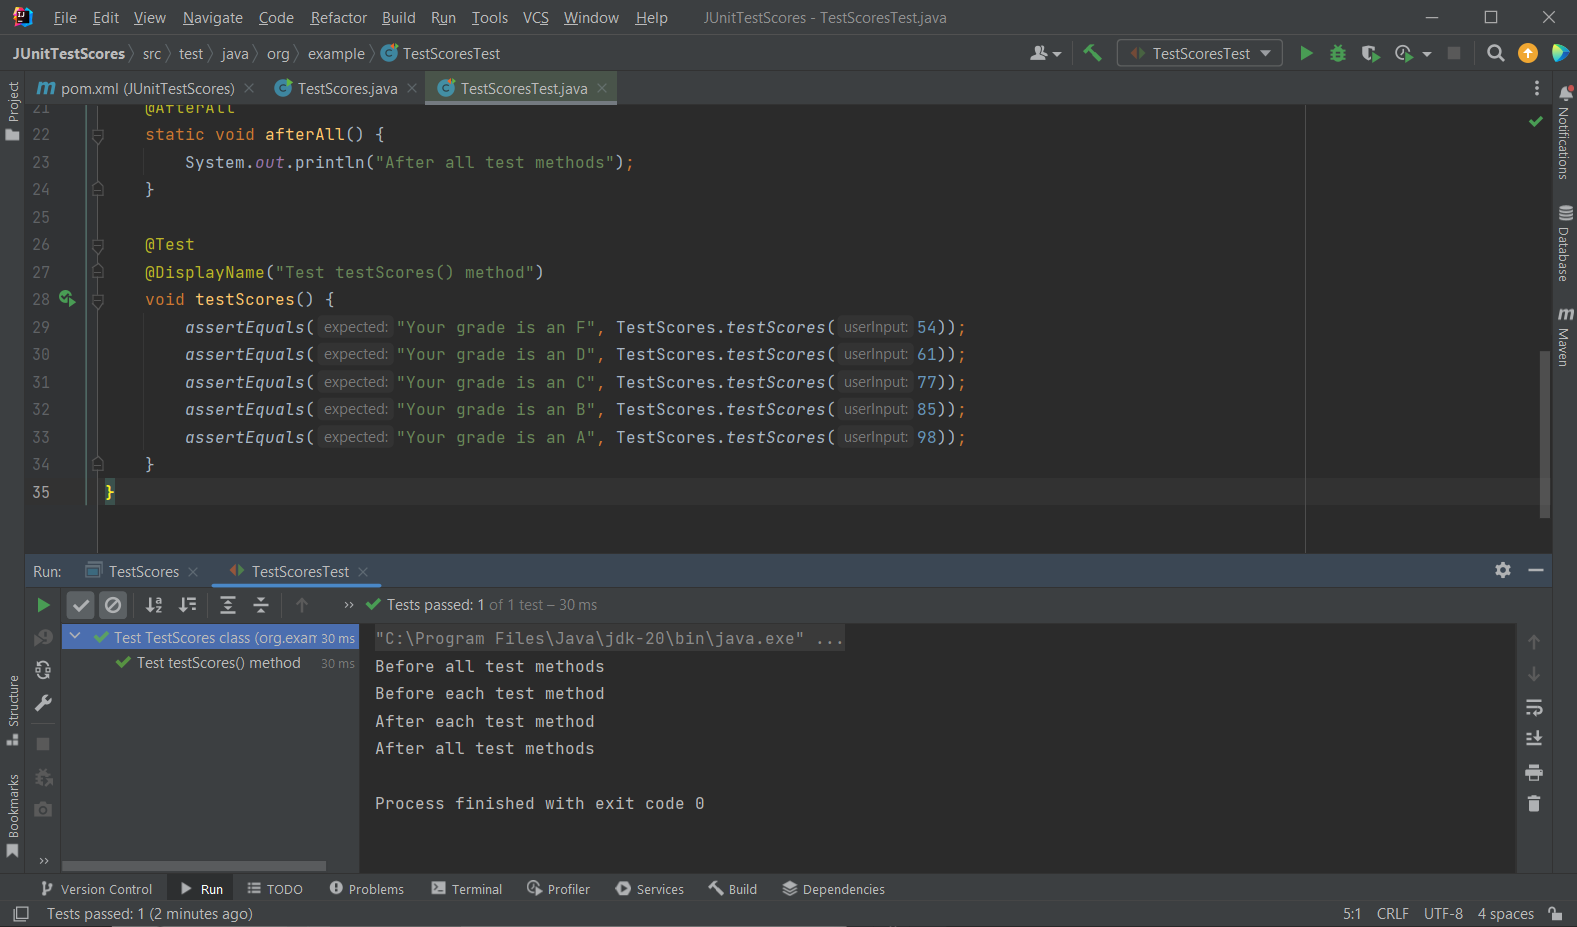 File Edit View Navigate Code Refactor Build Run Tools VCS Window Help JUnitTestScores - TestScoresTest.java
JUnitTestScores src test java org example TestScoresTest TestScoresTest
pom.xml (JUnitTestScores) TestScores.java TestScoresTest.java
Project
Structure
Bookmarks
21 @AfterAll
22 static void afterAll() {
23 System.out.println("After all test methods");
24 }
25
26 @Test
27 @DisplayName("Test testScores() method")
28 void testScores() {
29 assertEquals( expected: "Your grade is an F", TestScores.testScores( userInput: 54));
30 assertEquals( expected: "Your grade is an D", TestScores.testScores( userInput: 61));
31 assertEquals( expected: "Your grade is an C", TestScores.testScores( userInput: 77));
32 assertEquals( expected: "Your grade is an B", TestScores.testScores( userInput: 85));
33 assertEquals( expected: "Your grade is an A", TestScores.testScores( userInput: 98));
34 }
35 }
Notifications
Database
m Maven
Run: TestScores TestScoresTest
Tests passed: 1 of 1 test – 30 ms
Test TestScores class (org.exam 30 ms
Test testScores() method 30 ms
"C:\Program Files\Java\jdk-20\bin\java.exe" ...
Before all test methods
Before each test method
After each test method
After all test methods
Process finished with exit code 0
Version Control Run TODO Problems Terminal Profiler Services Build Dependencies
Tests passed: 1 (2 minutes ago) 5:1 CRLF UTF-8 4 spaces